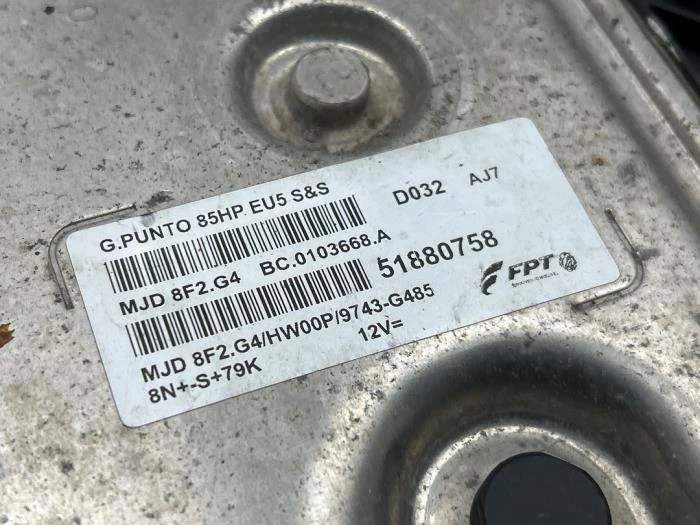 G.PUNTO 85HP EU5 S&S
D032 AJ7
MJD 8F2.G4 BC.0103668.A
51880758
FPT
MJD 8F2.G4/HW00P/9743-G485
8N+-S+79K 12V=